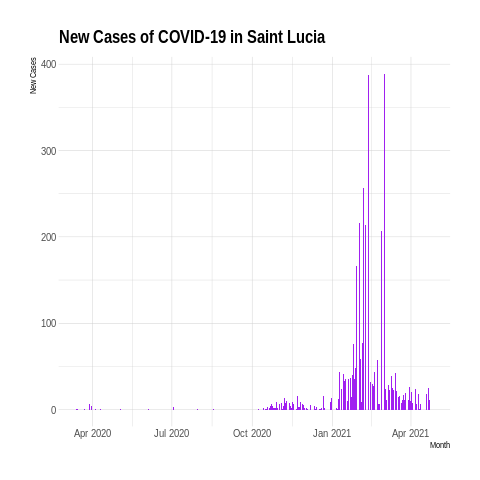 New Cases of COVID-19 in Saint Lucia
New Cases
400
300
200
100
0
Apr 2020 Jul 2020 Oct 2020 Jan 2021 Apr 2021
Month